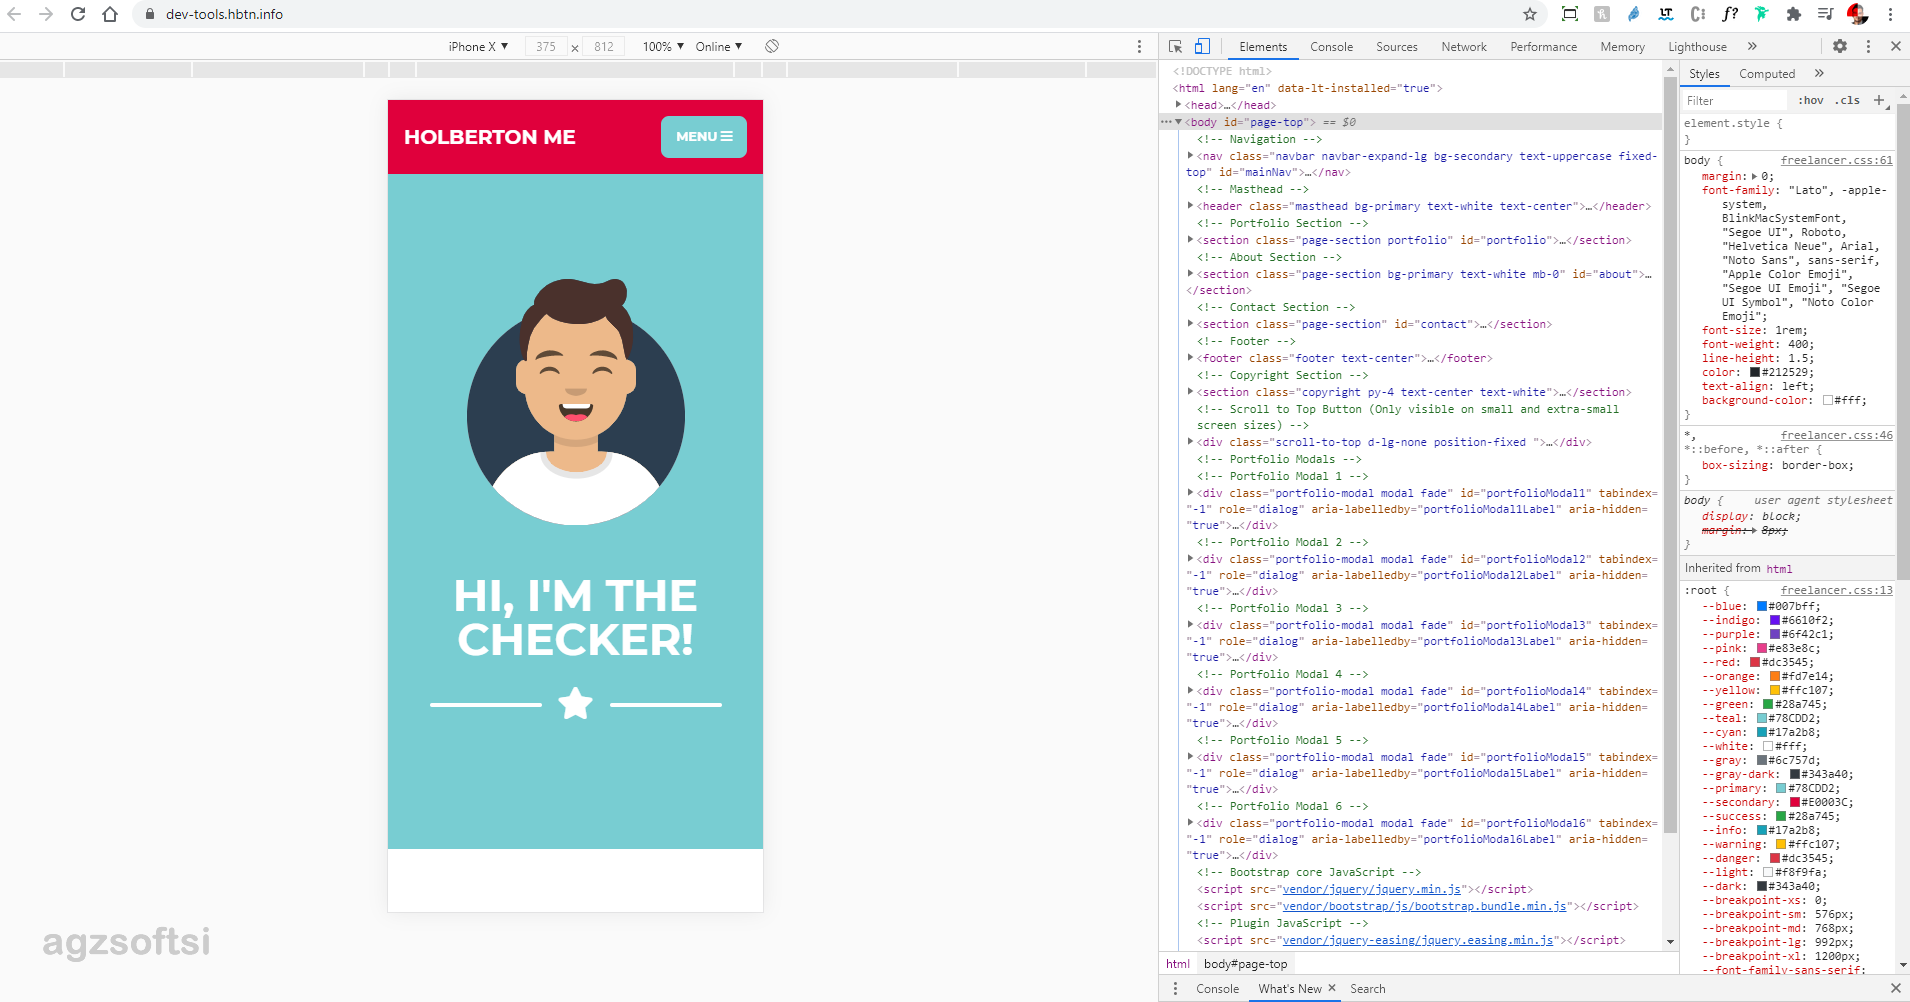 dev-tools.hbtn.info
iPhone X ▼ 375 × 812 100% ▼ Online ▼
HOLBERTON ME
MENU
HI, I'M THE
CHECKER!
agzsoftsi
Elements Console Sources Network Performance Memory Lighthouse »
<!DOCTYPE html>
<html lang="en" data-lt-installed="true">
<head>…</head>
<body id="page-top"> == $0
<!-- Navigation -->
<nav class="navbar navbar-expand-lg bg-secondary text-uppercase fixed-
top" id="mainNav">…</nav>
<!-- Masthead -->
<header class="masthead bg-primary text-white text-center">…</header>
<!-- Portfolio Section -->
<section class="page-section portfolio" id="portfolio">…</section>
<!-- About Section -->
<section class="page-section bg-primary text-white mb-0" id="about">…
</section>
<!-- Contact Section -->
<section class="page-section" id="contact">…</section>
<!-- Footer -->
<footer class="footer text-center">…</footer>
<!-- Copyright Section -->
<section class="copyright py-4 text-center text-white">…</section>
<!-- Scroll to Top Button (Only visible on small and extra-small
screen sizes) -->
<div class="scroll-to-top d-lg-none position-fixed ">…</div>
<!-- Portfolio Modals -->
<!-- Portfolio Modal 1 -->
<div class="portfolio-modal modal fade" id="portfolioModal1" tabindex=
"-1" role="dialog" aria-labelledby="portfolioModal1Label" aria-hidden=
"true">…</div>
<!-- Portfolio Modal 2 -->
<div class="portfolio-modal modal fade" id="portfolioModal2" tabindex=
"-1" role="dialog" aria-labelledby="portfolioModal2Label" aria-hidden=
"true">…</div>
<!-- Portfolio Modal 3 -->
<div class="portfolio-modal modal fade" id="portfolioModal3" tabindex=
"-1" role="dialog" aria-labelledby="portfolioModal3Label" aria-hidden=
"true">…</div>
<!-- Portfolio Modal 4 -->
<div class="portfolio-modal modal fade" id="portfolioModal4" tabindex=
"-1" role="dialog" aria-labelledby="portfolioModal4Label" aria-hidden=
"true">…</div>
<!-- Portfolio Modal 5 -->
<div class="portfolio-modal modal fade" id="portfolioModal5" tabindex=
"-1" role="dialog" aria-labelledby="portfolioModal5Label" aria-hidden=
"true">…</div>
<!-- Portfolio Modal 6 -->
<div class="portfolio-modal modal fade" id="portfolioModal6" tabindex=
"-1" role="dialog" aria-labelledby="portfolioModal6Label" aria-hidden=
"true">…</div>
<!-- Bootstrap core JavaScript -->
<script src="vendor/jquery/jquery.min.js"></script>
<script src="vendor/bootstrap/js/bootstrap.bundle.min.js"></script>
<!-- Plugin JavaScript -->
<script src="vendor/jquery-easing/jquery.easing.min.js"></script>
html body#page-top
Styles Computed »
Filter :hov .cls +
element.style {
}
body { freelancer.css:61
margin: 0;
font-family: "Lato", -apple-
system,
BlinkMacSystemFont,
"Segoe UI", Roboto,
"Helvetica Neue", Arial,
"Noto Sans", sans-serif,
"Apple Color Emoji",
"Segoe UI Emoji", "Segoe
UI Symbol", "Noto Color
Emoji";
font-size: 1rem;
font-weight: 400;
line-height: 1.5;
color: #212529;
text-align: left;
background-color: #fff;
}
*, freelancer.css:46
*::before, *::after {
box-sizing: border-box;
}
body { user agent stylesheet
display: block;
margin: 8px;
}
Inherited from html
:root { freelancer.css:13
--blue: #007bff;
--indigo: #6610f2;
--purple: #6f42c1;
--pink: #e83e8c;
--red: #dc3545;
--orange: #fd7e14;
--yellow: #ffc107;
--green: #28a745;
--teal: #78CDD2;
--cyan: #17a2b8;
--white: #fff;
--gray: #6c757d;
--gray-dark: #343a40;
--primary: #78CDD2;
--secondary: #E0003C;
--success: #28a745;
--info: #17a2b8;
--warning: #ffc107;
--danger: #dc3545;
--light: #f8f9fa;
--dark: #343a40;
--breakpoint-xs: 0;
--breakpoint-sm: 576px;
--breakpoint-md: 768px;
--breakpoint-lg: 992px;
--breakpoint-xl: 1200px;
--font-family-sans-serif:
Console What's New × Search